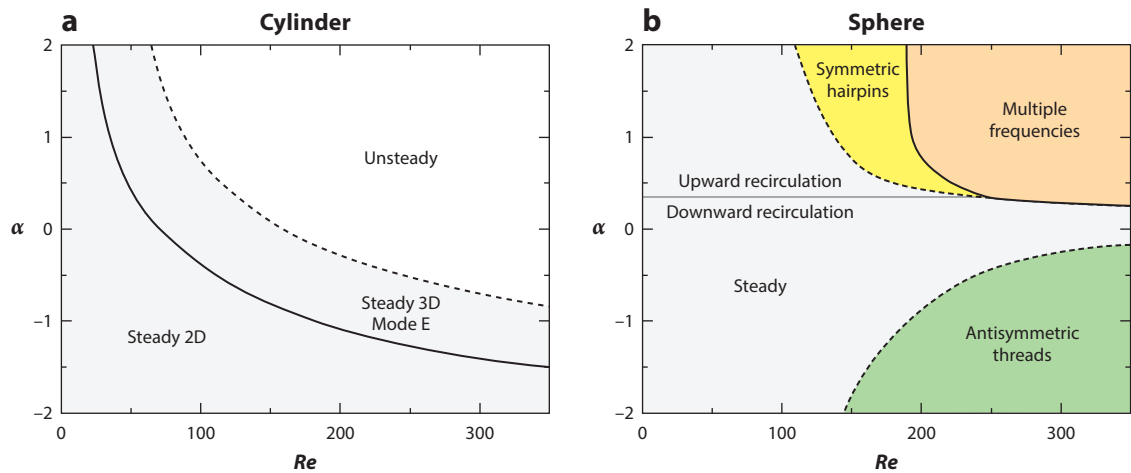 a
Cylinder
2
1
0
−1
−2
α
Unsteady
Steady 3D
Mode E
Steady 2D
0
100
200
300
Re
b
Sphere
2
1
0
−1
−2
α
Symmetric
hairpins
Multiple
frequencies
Upward recirculation
Downward recirculation
Steady
Antisymmetric
threads
0
100
200
300
Re